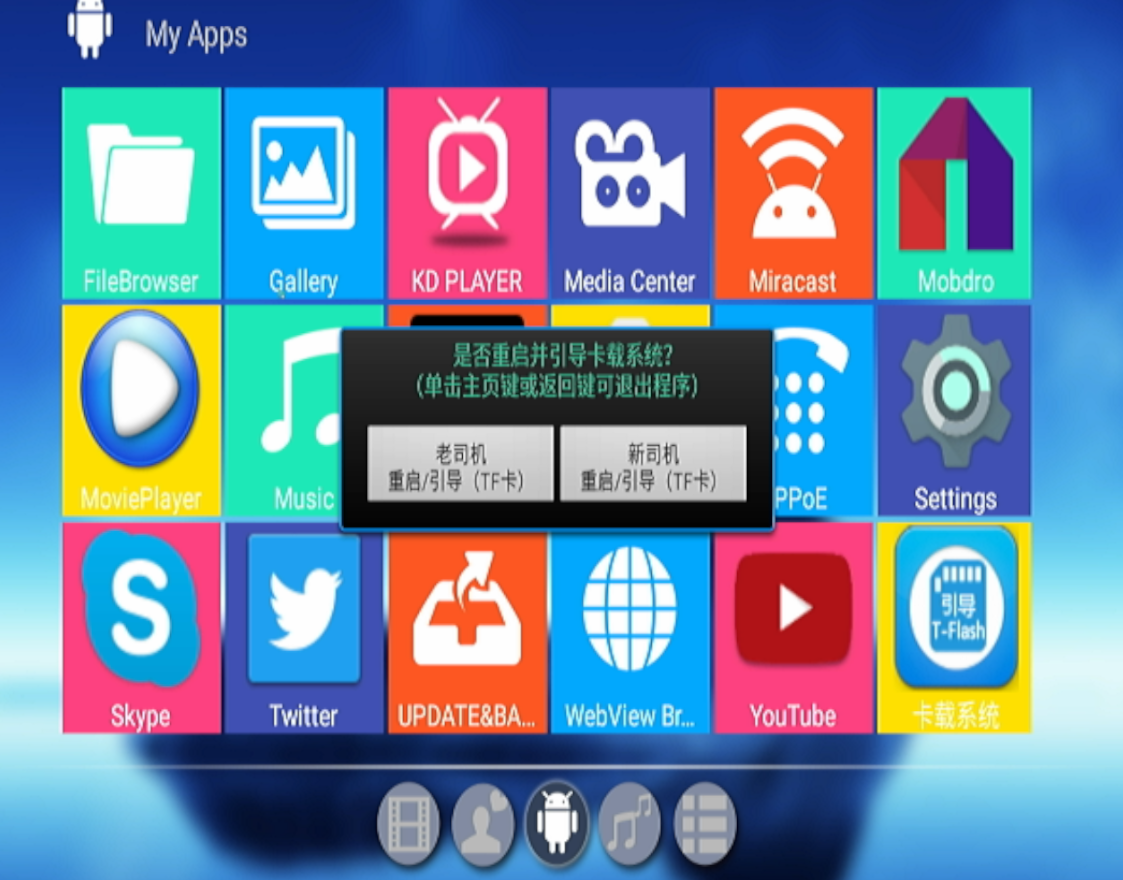 My Apps
FileBrowser
Gallery
KD PLAYER
Media Center
Miracast
Mobdro
是否重启并引导卡载系统?
(单击主页键或返回键可退出程序)
老司机
重启/引导（TF卡）
新司机
重启/引导（TF卡）
MoviePlayer
Music
PPoE
Settings
引导
T-Flash
Skype
Twitter
UPDATE&BA...
WebView Br...
YouTube
卡载系统